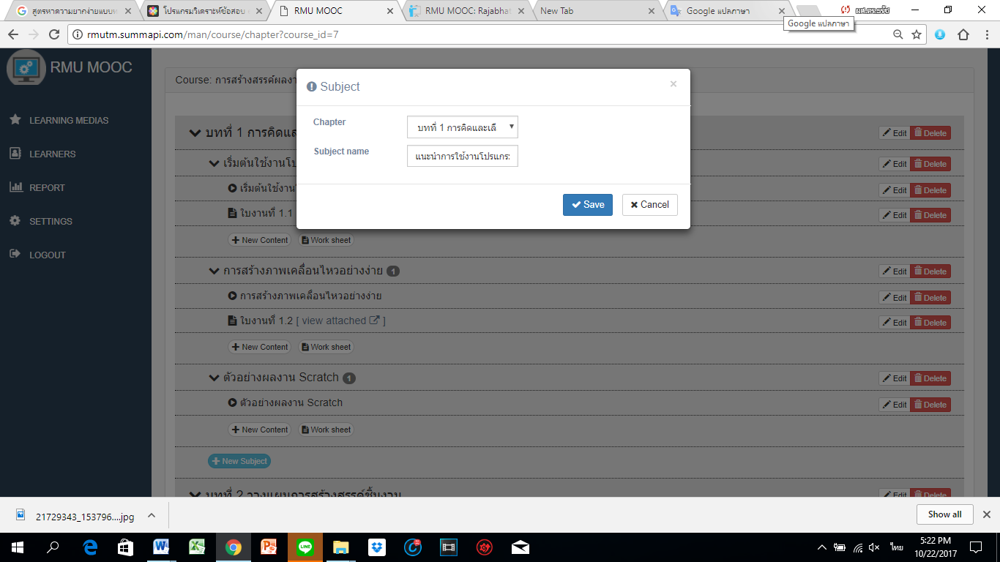 สูตรหาความยากง่ายแบบท
โปรแกรมวิเคราะห์ข้อสอบ
RMU MOOC
RMU MOOC: Rajabhat
New Tab
Google แปลภาษา
Google แปลภาษา
rmutm.summapi.com/man/course/chapter?course_id=7
RMU MOOC
LEARNING MEDIAS
LEARNERS
REPORT
SETTINGS
LOGOUT
Course: การสร้างสรรค์ผลงา
Subject
Chapter
บทที่ 1 การคิดและเลื
Subject name
แนะนำการใช้งานโปรแกร
Save
Cancel
บทที่ 1 การคิดและ
Edit Delete
เริ่มต้นใช้งานโป
Edit Delete
เริ่มต้นใช้งาน
Edit Delete
ใบงานที่ 1.1
Edit Delete
New Content Work sheet
การสร้างภาพเคลื่อนไหวอย่างง่าย 1
Edit Delete
การสร้างภาพเคลื่อนไหวอย่างง่าย
Edit Delete
ใบงานที่ 1.2 [ view attached ]
Edit Delete
New Content Work sheet
ตัวอย่างผลงาน Scratch 1
Edit Delete
ตัวอย่างผลงาน Scratch
Edit Delete
New Content Work sheet
New Subject
บทที่ 2 วางแผนการสร้างสรรค์ชิ้นงาน
Edit Delete
21729343_153796....jpg
Show all
LINE
ไทย
5:22 PM
10/22/2017